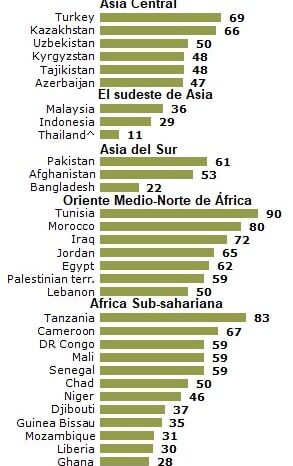 Asia Central
Turkey 69
Kazakhstan 66
Uzbekistan 50
Kyrgyzstan 48
Tajikistan 48
Azerbaijan 47
El sudeste de Asia
Malaysia 36
Indonesia 29
Thailand^ 11
Asia del Sur
Pakistan 61
Afghanistan 53
Bangladesh 22
Oriente Medio-Norte de África
Tunisia 90
Morocco 80
Iraq 72
Jordan 65
Egypt 62
Palestinian terr. 59
Lebanon 50
Africa Sub-sahariana
Tanzania 83
Cameroon 67
DR Congo 59
Mali 59
Senegal 59
Chad 50
Niger 46
Djibouti 37
Guinea Bissau 35
Mozambique 31
Liberia 30
Ghana 28